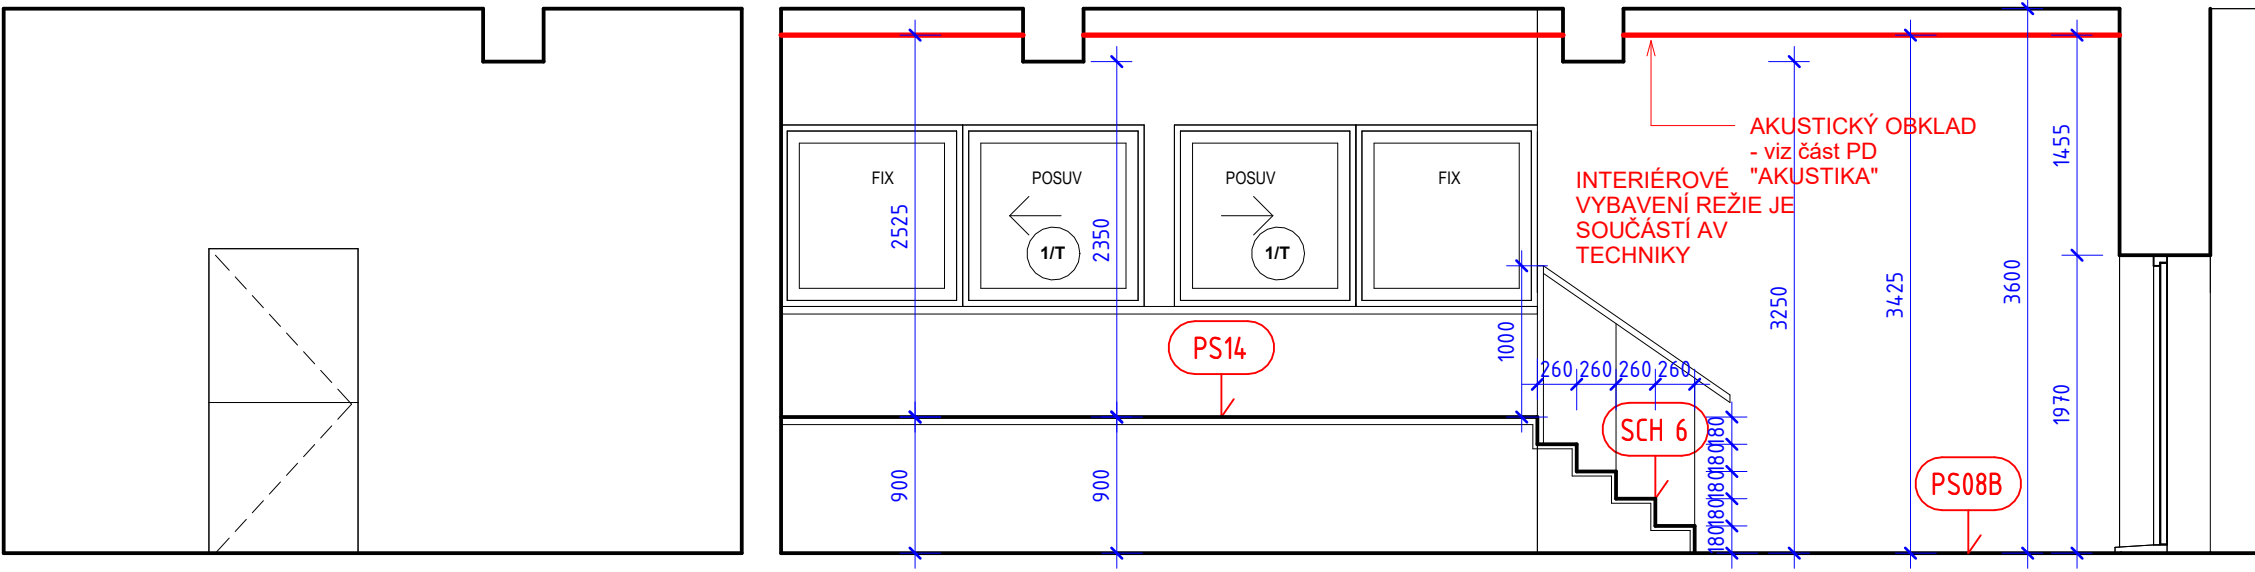 FIX
POSUV
POSUV
FIX
1/T
1/T
AKUSTICKÝ OBKLAD
- viz část PD
"AKUSTIKA"
INTERIÉROVÉ
VYBAVENÍ REŽIE JE
SOUČÁSTÍ AV
TECHNIKY
2525
2350
1000
3250
3425
3600
1455
1970
260 260 260 260
PS14
SCH 6
PS08B
900
900
180
180
180
180
180